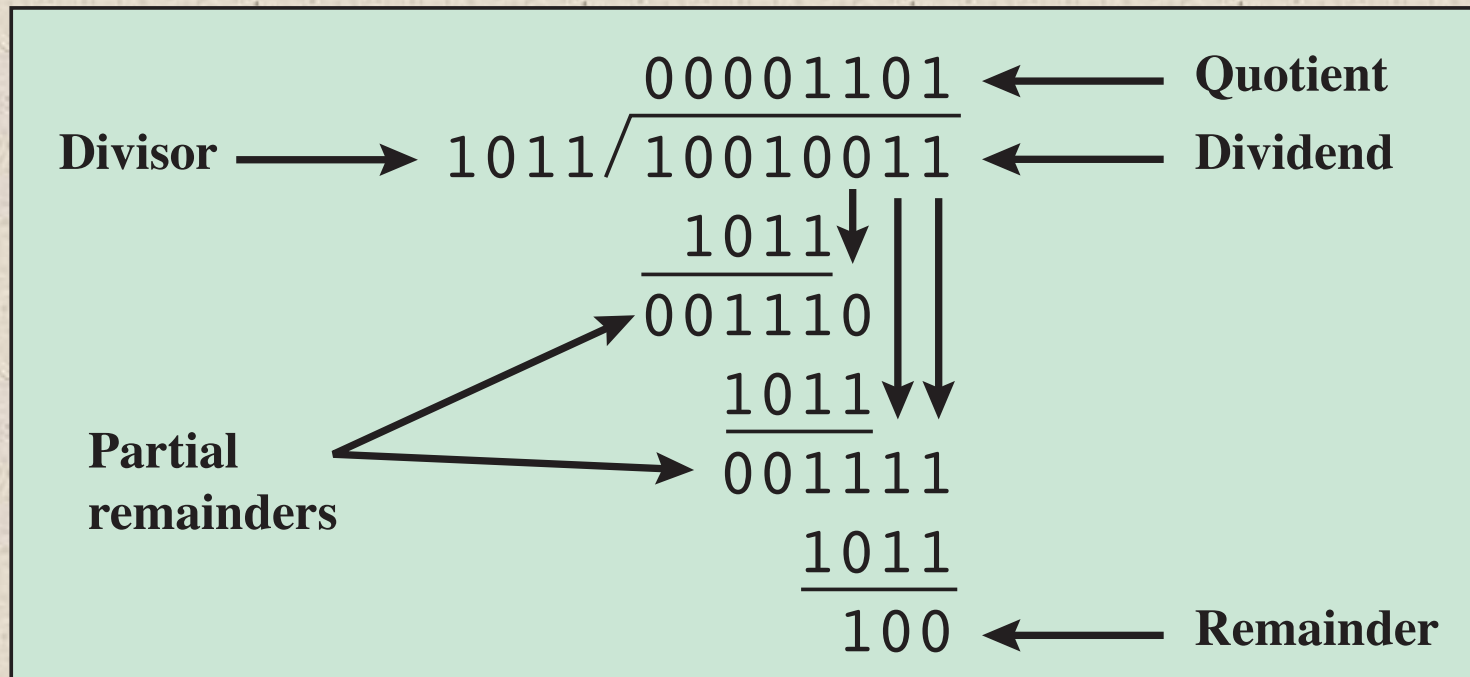 00001101 Quotient
Divisor 1011 10010011 Dividend
1011
001110
1011
Partial
001111
remainders
1011
100 Remainder